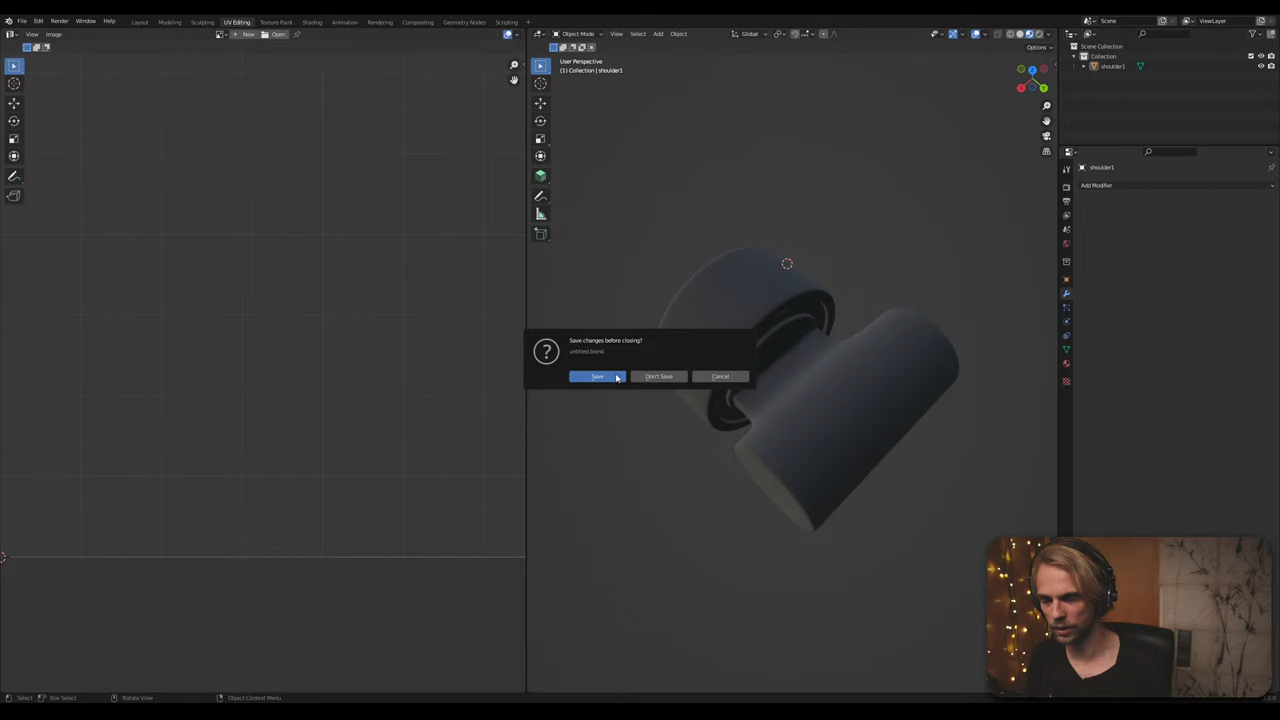 File Edit Render Window Help Layout Modeling Sculpting UV Editing Texture Paint Shading Animation Rendering Compositing Geometry Nodes Scripting + Scene ViewLayer
View Image New Open Object Mode View Select Add Object Global
Options
User Perspective
(1) Collection | shoulder1
Scene Collection
Collection
shoulder1
shoulder1
Add Modifier
Save changes before closing?
untitled.blend
Save Don't Save Cancel
Select Box Select Rotate View Object Context Menu